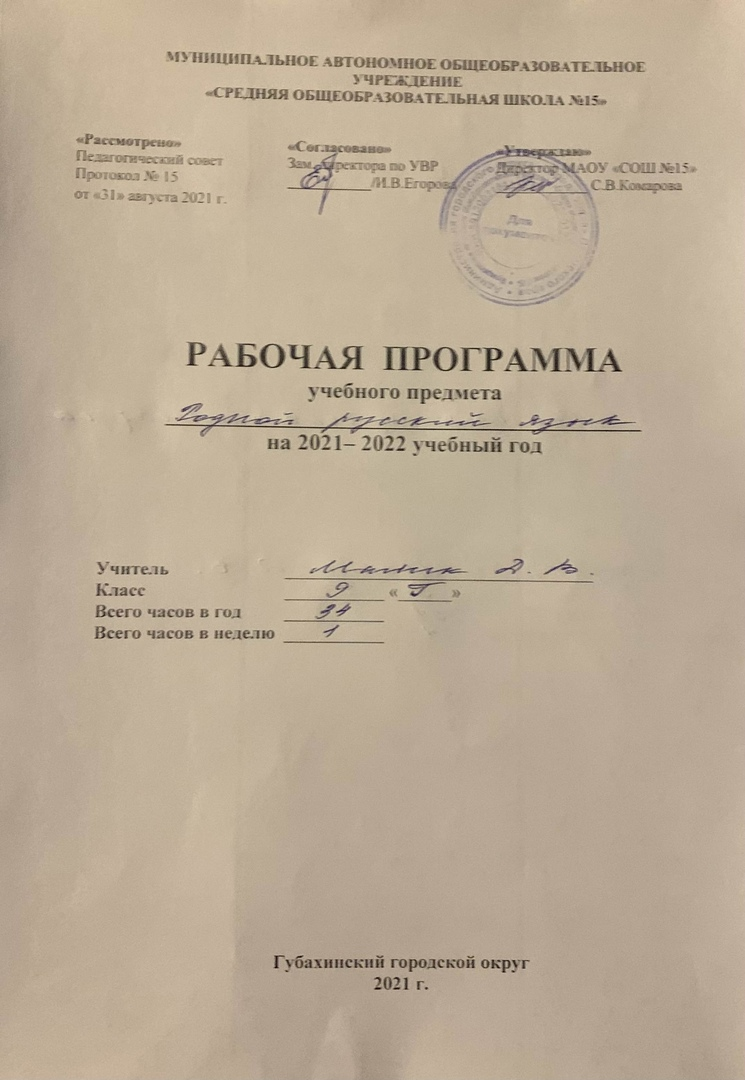 МУНИЦИПАЛЬНОЕ АВТОНОМНОЕ ОБЩЕОБРАЗОВАТЕЛЬНОЕ
УЧРЕЖДЕНИЕ
«СРЕДНЯЯ ОБЩЕОБРАЗОВАТЕЛЬНАЯ ШКОЛА №15»
«Рассмотрено»
Педагогический совет
Протокол № 15
от «31» августа 2021 г.
«Согласовано»
Зам. директора по УВР
/И.В.Егорова
«Утверждаю»
Директор МАОУ «СОШ №15»
С.В.Комарова
Для
документов
РАБОЧАЯ ПРОГРАММА
учебного предмета
Родной русский язык
на 2021– 2022 учебный год
Учитель Малик Д. В.
Класс 9 «Г»
Всего часов в год 34
Всего часов в неделю 1
Губахинский городской округ
2021 г.